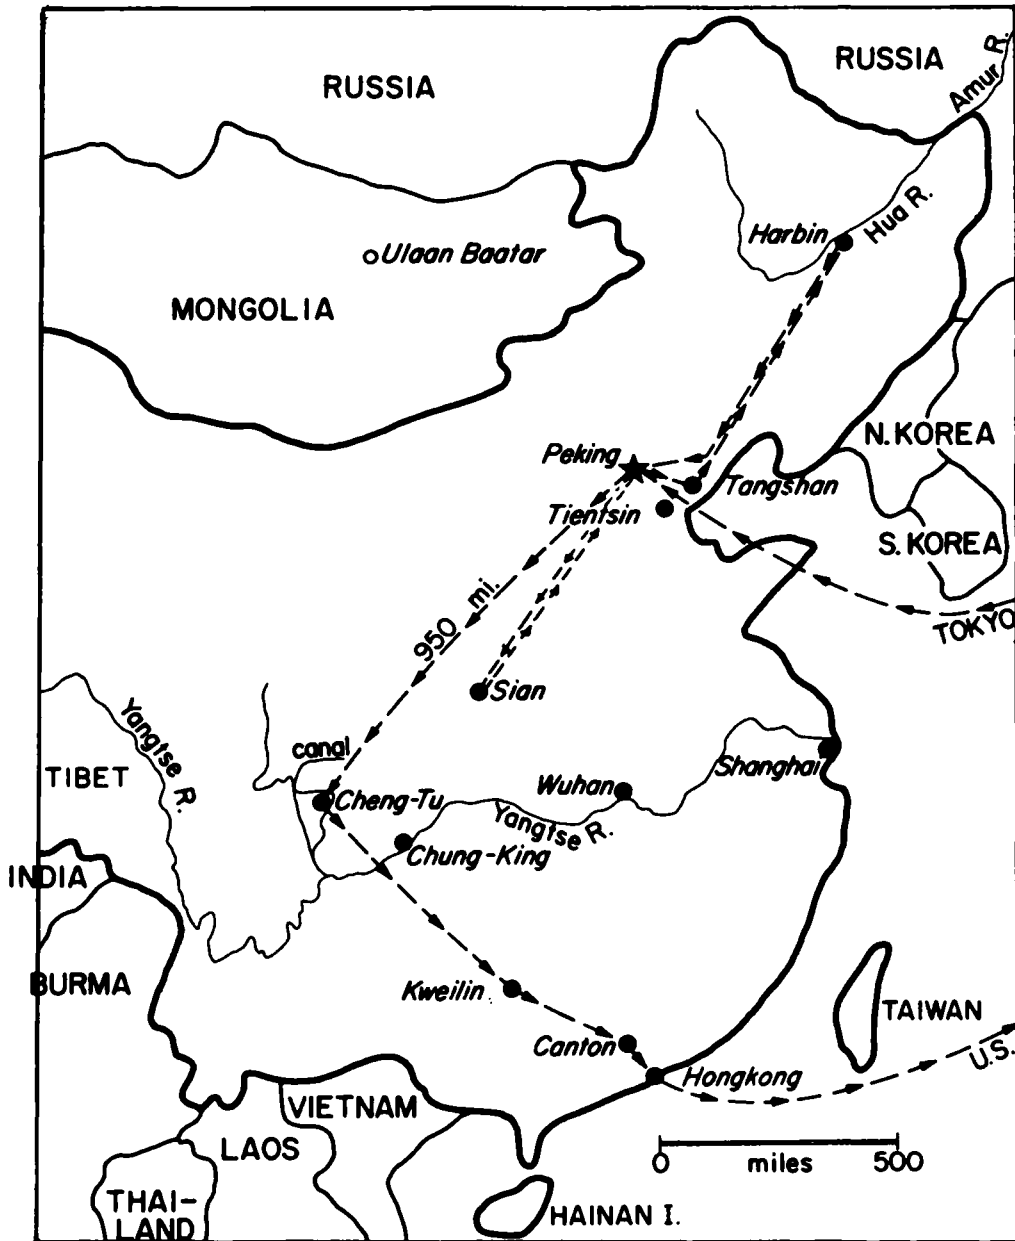 RUSSIA
RUSSIA
Amur R.
Harbin
Hua R.
Ulaan Baatar
MONGOLIA
N. KOREA
Peking
Tangshan
Tientsin
S. KOREA
950 mi.
TOKYO
Sian
Yangtse R.
canal
TIBET
Shanghai
Wuhan
Cheng-Tu
Yangtse R.
Chung-King
INDIA
BURMA
Kweilin
TAIWAN
Canton
U.S.
Hongkong
VIETNAM
LAOS
0 miles 500
THAI-
LAND
HAINAN I.